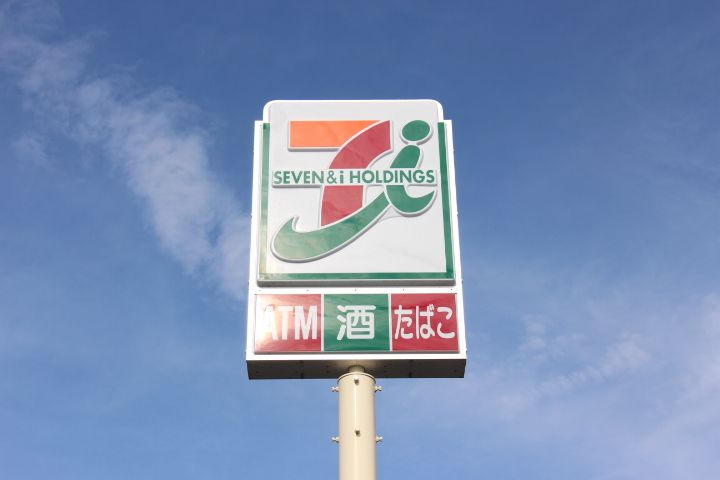 SEVEN & i HOLDINGS
ATM 酒 たばこ